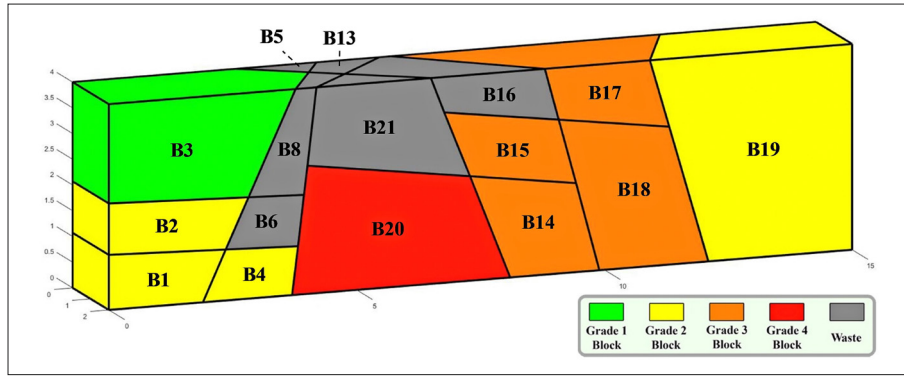 B5
B13
4
3.5
3
2.5
2
1.5
1
0.5
0
0
1
2
0
5
10
15
B3
B8
B21
B16
B17
B19
B15
B2
B6
B20
B14
B18
B1
B4
Grade 1
Block
Grade 2
Block
Grade 3
Block
Grade 4
Block
Waste